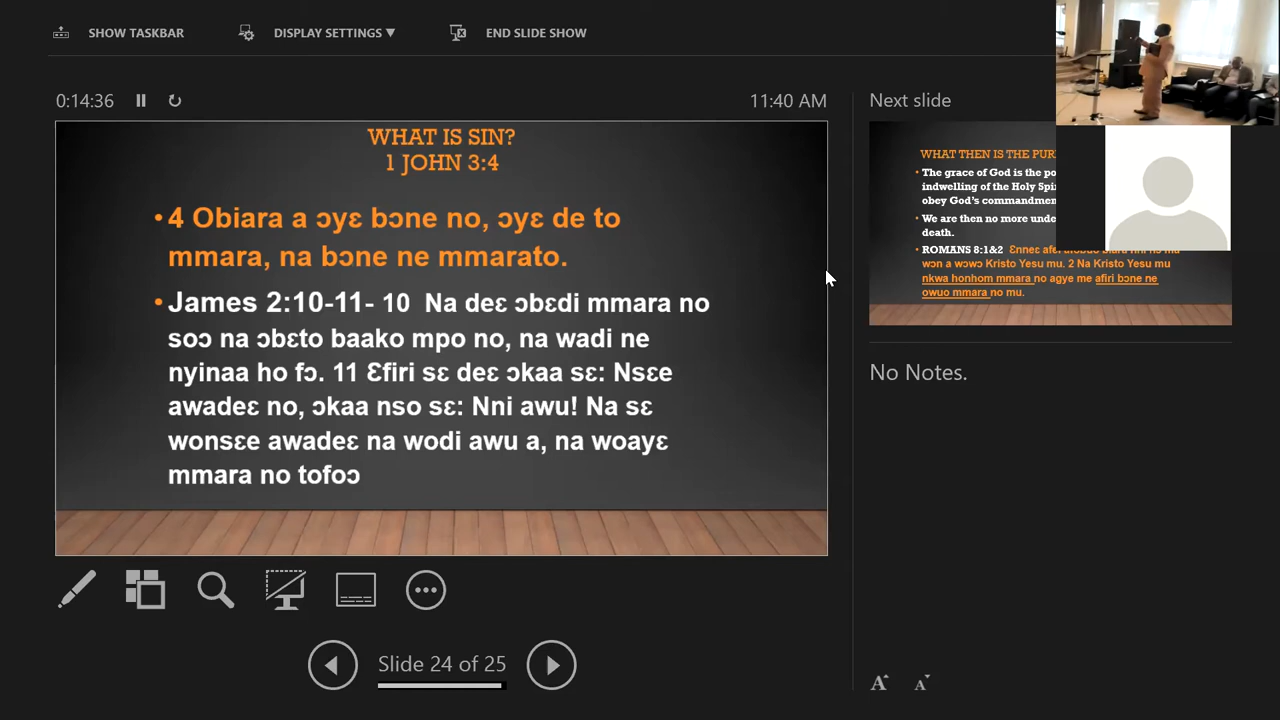 SHOW TASKBAR
DISPLAY SETTINGS ▼
END SLIDE SHOW
0:14:36
11:40 AM
WHAT IS SIN?
1 JOHN 3:4
• 4 Obiara a ɔyɛ bɔne no, ɔyɛ de to
mmara, na bɔne ne mmarato.
• James 2:10-11- 10 Na deɛ ɔbɛdi mmara no
soɔ na ɔbɛto baako mpo no, na wadi ne
nyinaa ho fɔ. 11 Ɛfiri sɛ deɛ ɔkaa sɛ: Nsɛe
awadeɛ no, ɔkaa nso sɛ: Nni awu! Na sɛ
wonsɛe awadeɛ na wodi awu a, na woayɛ
mmara no tofoɔ
Slide 24 of 25
Next slide
WHAT THEN IS THE
• The grace of God is the
indwelling of the Holy
obey God's
• We are then no more
death.
• ROMANS 8:1&2 Ɛnneɛ
wɔn a wɔwɔ Kristo Yesu mu. 2 Na Kristo Yesu mu
nkwa honhom mmara no agye me afiri bɔne ne
owuo mmara no mu.
No Notes.
A A